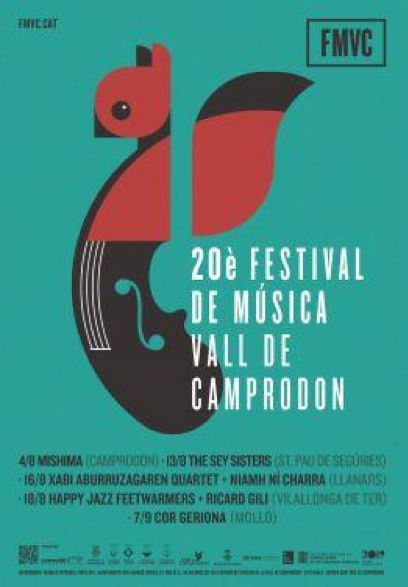 FMVC.CAT
FMVC
20è FESTIVAL
DE MÚSICA
VALL DE
CAMPRODON
4/8 MISHIMA (CAMPRODON) · 13/8 THE SEY SISTERS (ST. PAU DE SEGÚRIES)
· 16/8 XABI ABURRUZAGAREN QUARTET · NIAMH NÍ CHARRA (LLANARS)
· 18/8 HAPPY JAZZ FEETWARMERS · RICARD GILI (VILALLONGA DE TER)
· 7/9 COR GERIONA (MOLLÓ)